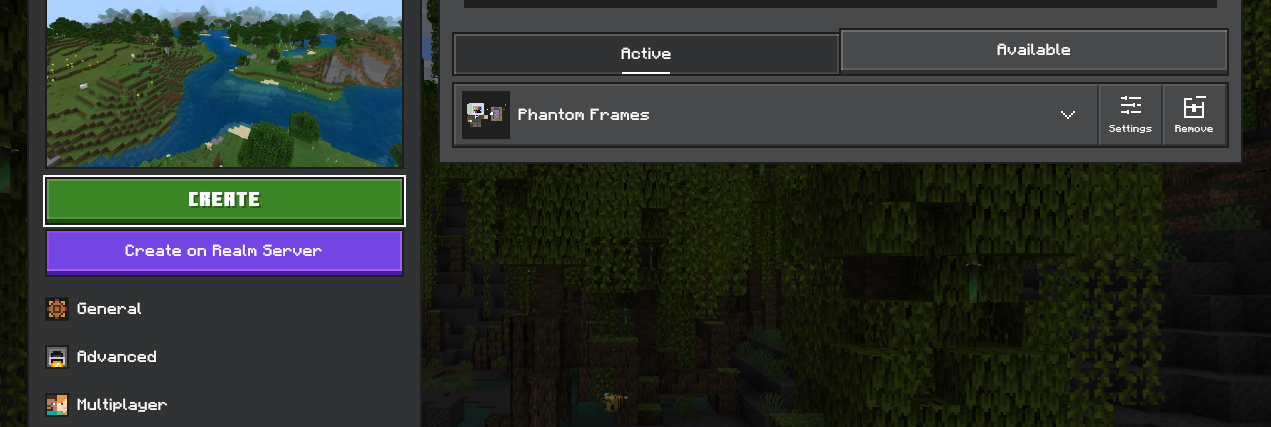 CREATE
Create on Realm Server
General
Advanced
Multiplayer
Active
Available
Phantom Frames
Settings
Remove